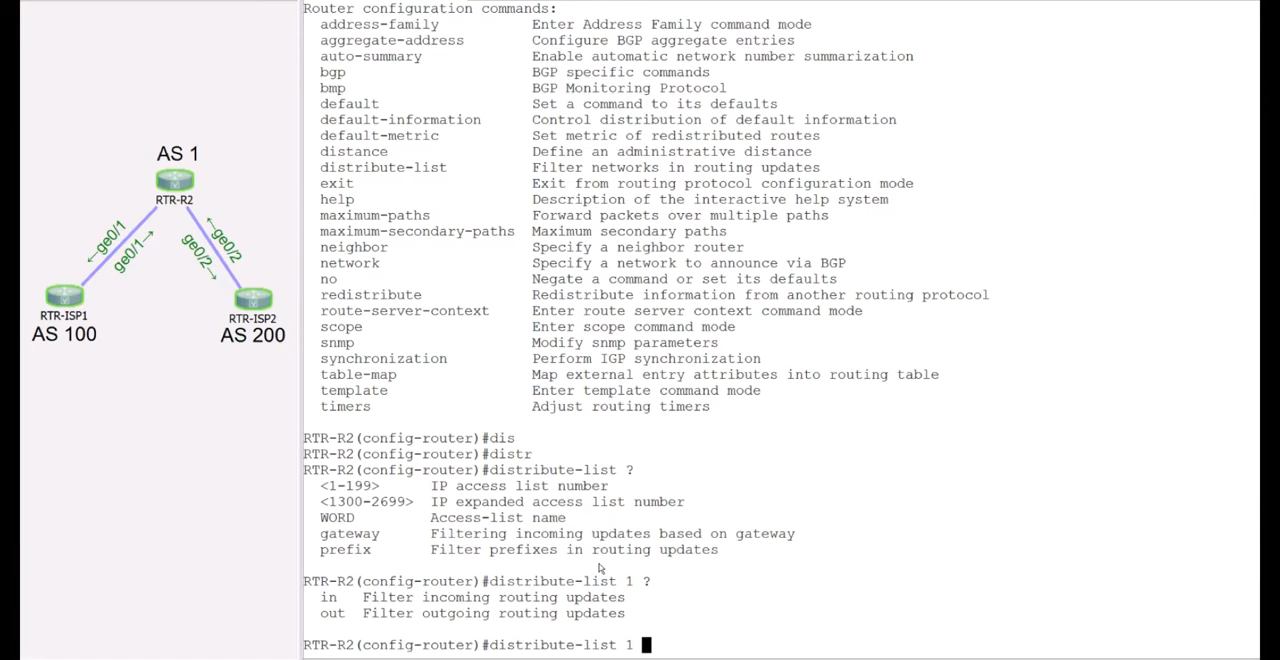 AS 1
RTR-R2
←ge0/1
ge0/1→
←ge0/2
ge0/2→
RTR-ISP1
AS 100
RTR-ISP2
AS 200
Router configuration commands:
address-family Enter Address Family command mode
aggregate-address Configure BGP aggregate entries
auto-summary Enable automatic network number summarization
bgp BGP specific commands
bmp BGP Monitoring Protocol
default Set a command to its defaults
default-information Control distribution of default information
default-metric Set metric of redistributed routes
distance Define an administrative distance
distribute-list Filter networks in routing updates
exit Exit from routing protocol configuration mode
help Description of the interactive help system
maximum-paths Forward packets over multiple paths
maximum-secondary-paths Maximum secondary paths
neighbor Specify a neighbor router
network Specify a network to announce via BGP
no Negate a command or set its defaults
redistribute Redistribute information from another routing protocol
route-server-context Enter route server context command mode
scope Enter scope command mode
snmp Modify snmp parameters
synchronization Perform IGP synchronization
table-map Map external entry attributes into routing table
template Enter template command mode
timers Adjust routing timers
RTR-R2(config-router)#dis
RTR-R2(config-router)#distr
RTR-R2(config-router)#distribute-list ?
<1-199> IP access list number
<1300-2699> IP expanded access list number
WORD Access-list name
gateway Filtering incoming updates based on gateway
prefix Filter prefixes in routing updates
RTR-R2(config-router)#distribute-list 1 ?
in Filter incoming routing updates
out Filter outgoing routing updates
RTR-R2(config-router)#distribute-list 1